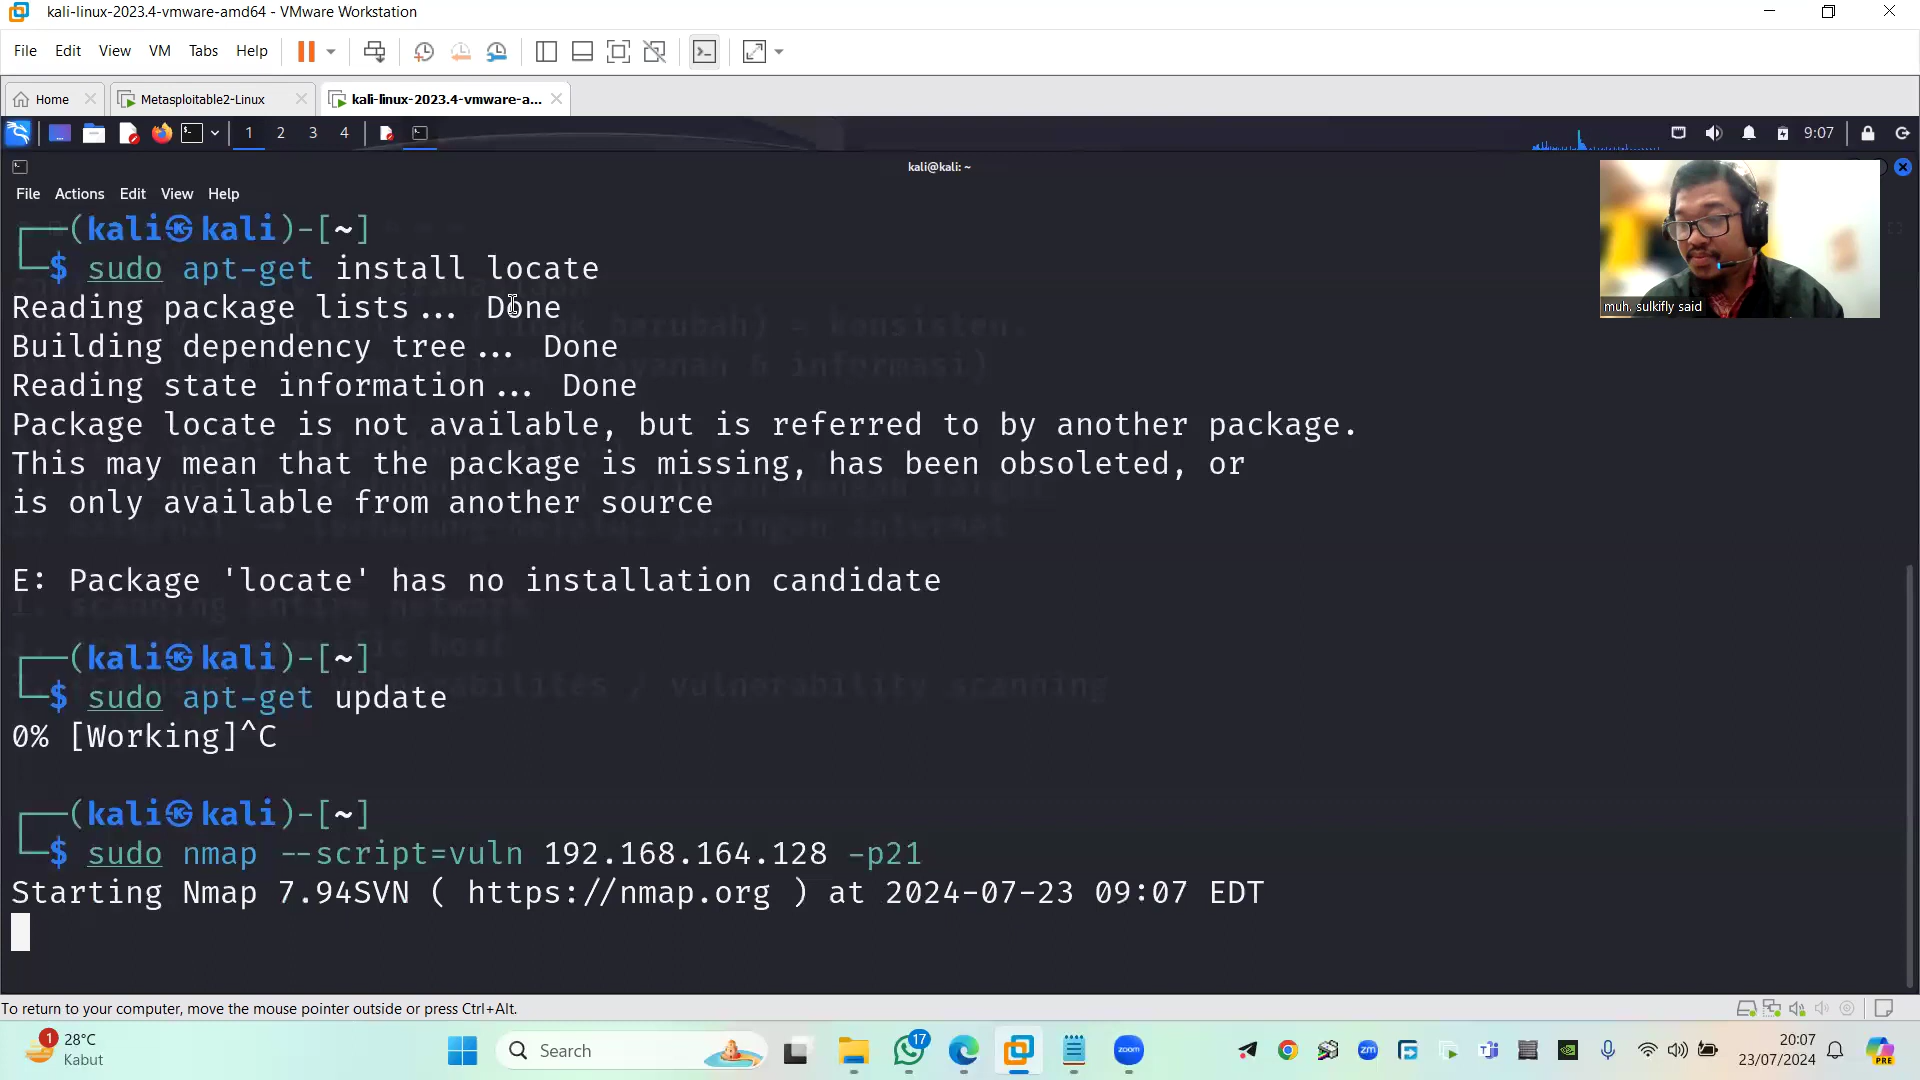 kali-linux-2023.4-vmware-amd64 - VMware Workstation
File Edit View VM Tabs Help
Home Metasploitable2-Linux kali-linux-2023.4-vmware-a...
1 2 3 4 9:07
kali@kali: ~
File Actions Edit View Help
muh. sulkifly said
┌──(kali㉿kali)-[~]
└─$ sudo apt-get install locate
Reading package lists... Done
Building dependency tree... Done
Reading state information... Done
Package locate is not available, but is referred to by another package.
This may mean that the package is missing, has been obsoleted, or
is only available from another source
E: Package 'locate' has no installation candidate
┌──(kali㉿kali)-[~]
└─$ sudo apt-get update
0% [Working]^C
┌──(kali㉿kali)-[~]
└─$ sudo nmap --script=vuln 192.168.164.128 -p21
Starting Nmap 7.94SVN ( https://nmap.org ) at 2024-07-23 09:07 EDT
To return to your computer, move the mouse pointer outside or press Ctrl+Alt.
1 28°C
Kabut
Search
17
zoom
zm
PRE
20:07
23/07/2024